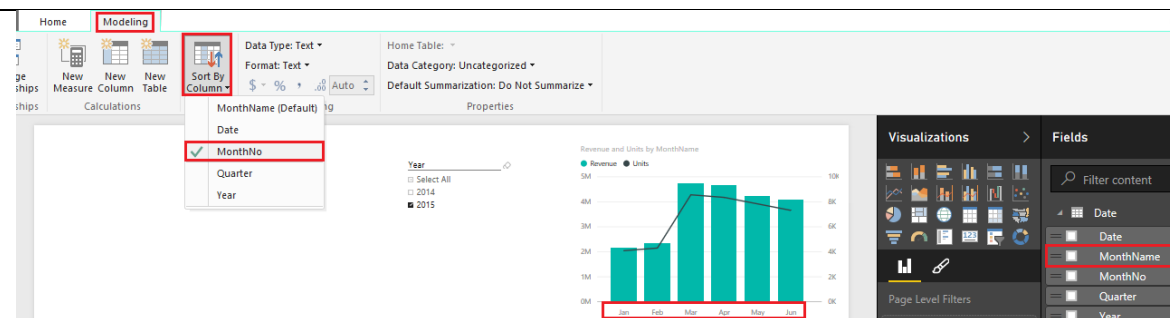 Home Modeling
ge
ships
New
Measure
New
Column
New
Table
Sort By
Column
Data Type: Text
Format: Text
$ % , .00 Auto
Home Table:
Data Category: Uncategorized
Default Summarization: Do Not Summarize
ships
Calculations
ng
Properties
MonthName (Default)
Date
MonthNo
Quarter
Year
Year
Select All
2014
2015
Revenue and Units by MonthName
Revenue Units
5M 10K
4M 8K
3M 6K
2M 4K
1M 2K
0M 0K
Jan Feb Mar Apr May Jun
Visualizations >
123
Page Level Filters
Fields
Filter content
Date
Date
MonthName
MonthNo
Quarter
Year